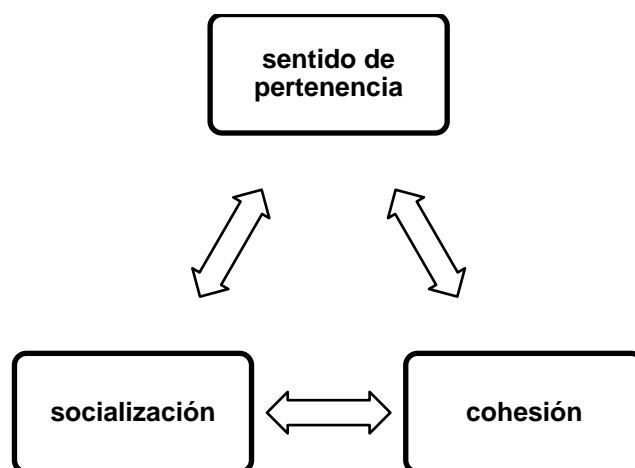 sentido de
pertenencia
socialización
cohesión